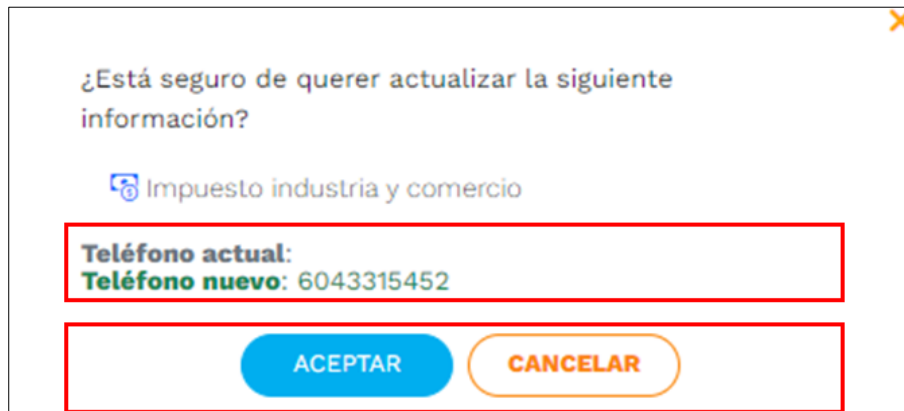 ¿Está seguro de querer actualizar la siguiente
información?
Impuesto industria y comercio
Teléfono actual:
Teléfono nuevo: 6043315452
ACEPTAR CANCELAR